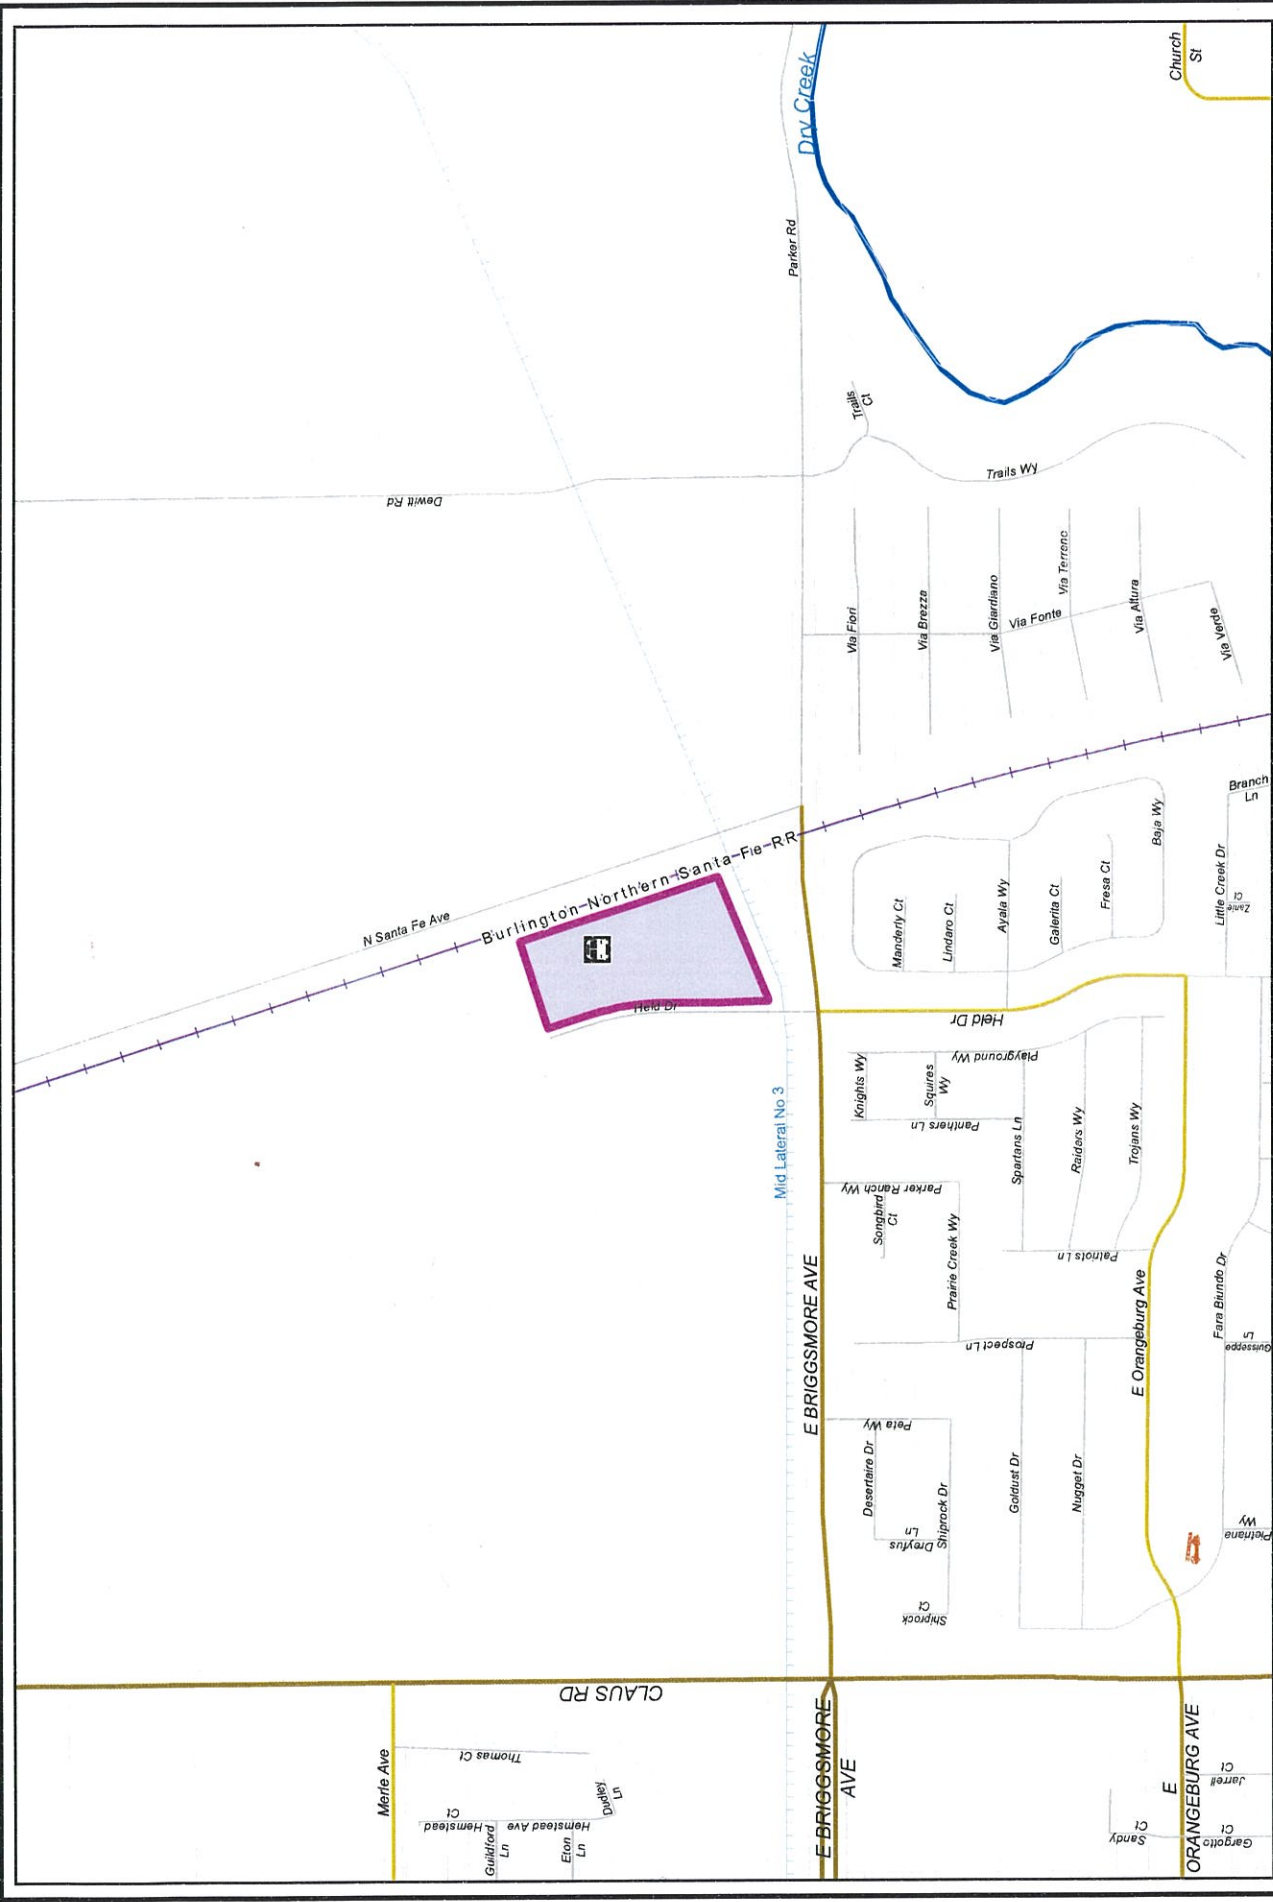 Merle Ave
Thomas Ct
Hemstead
Ct
Hemstead Ave
Guildford
Ln
Eton
Ln
Dudley
Ln
CLAUS RD
E BRIGGSMORE
AVE
E
ORANGEBURG AVE
Sandy
Ct
Jarrell
Ct
Gargotto
Ct
E BRIGGSMORE AVE
Mid Lateral No 3
Shiprock
Ct
Dreyfus
Ln
Desertaire Dr
Shiprock Dr
Peta Wy
Goldust Dr
Nugget Dr
E Orangeburg Ave
Pietriana
Wy
Fara Biundo Dr
Guisseppe
Ln
Prospect Ln
Prairie Creek Wy
Songbird
Ct
Parker Ranch Wy
Patriots Ln
Spartans Ln
Raidars Wy
Trojans Wy
Panthers Ln
Knights Wy
Squires
Wy
Playground Wy
Held Dr
Held Dr
Burlington Northern Santa Fe RR
N Santa Fe Ave
Manderly Ct
Lindaro Ct
Ayala Wy
Galerita Ct
Fresa Ct
Baja Wy
Little Creek Dr
Zanie
Ct
Branch
Ln
Via Fiori
Via Brezza
Via Giardiano
Via Fonte
Via Terreno
Via Altura
Via Verde
Dewitt Rd
Trails
Ct
Trails Wy
Parker Rd
Dry Creek
Church
St